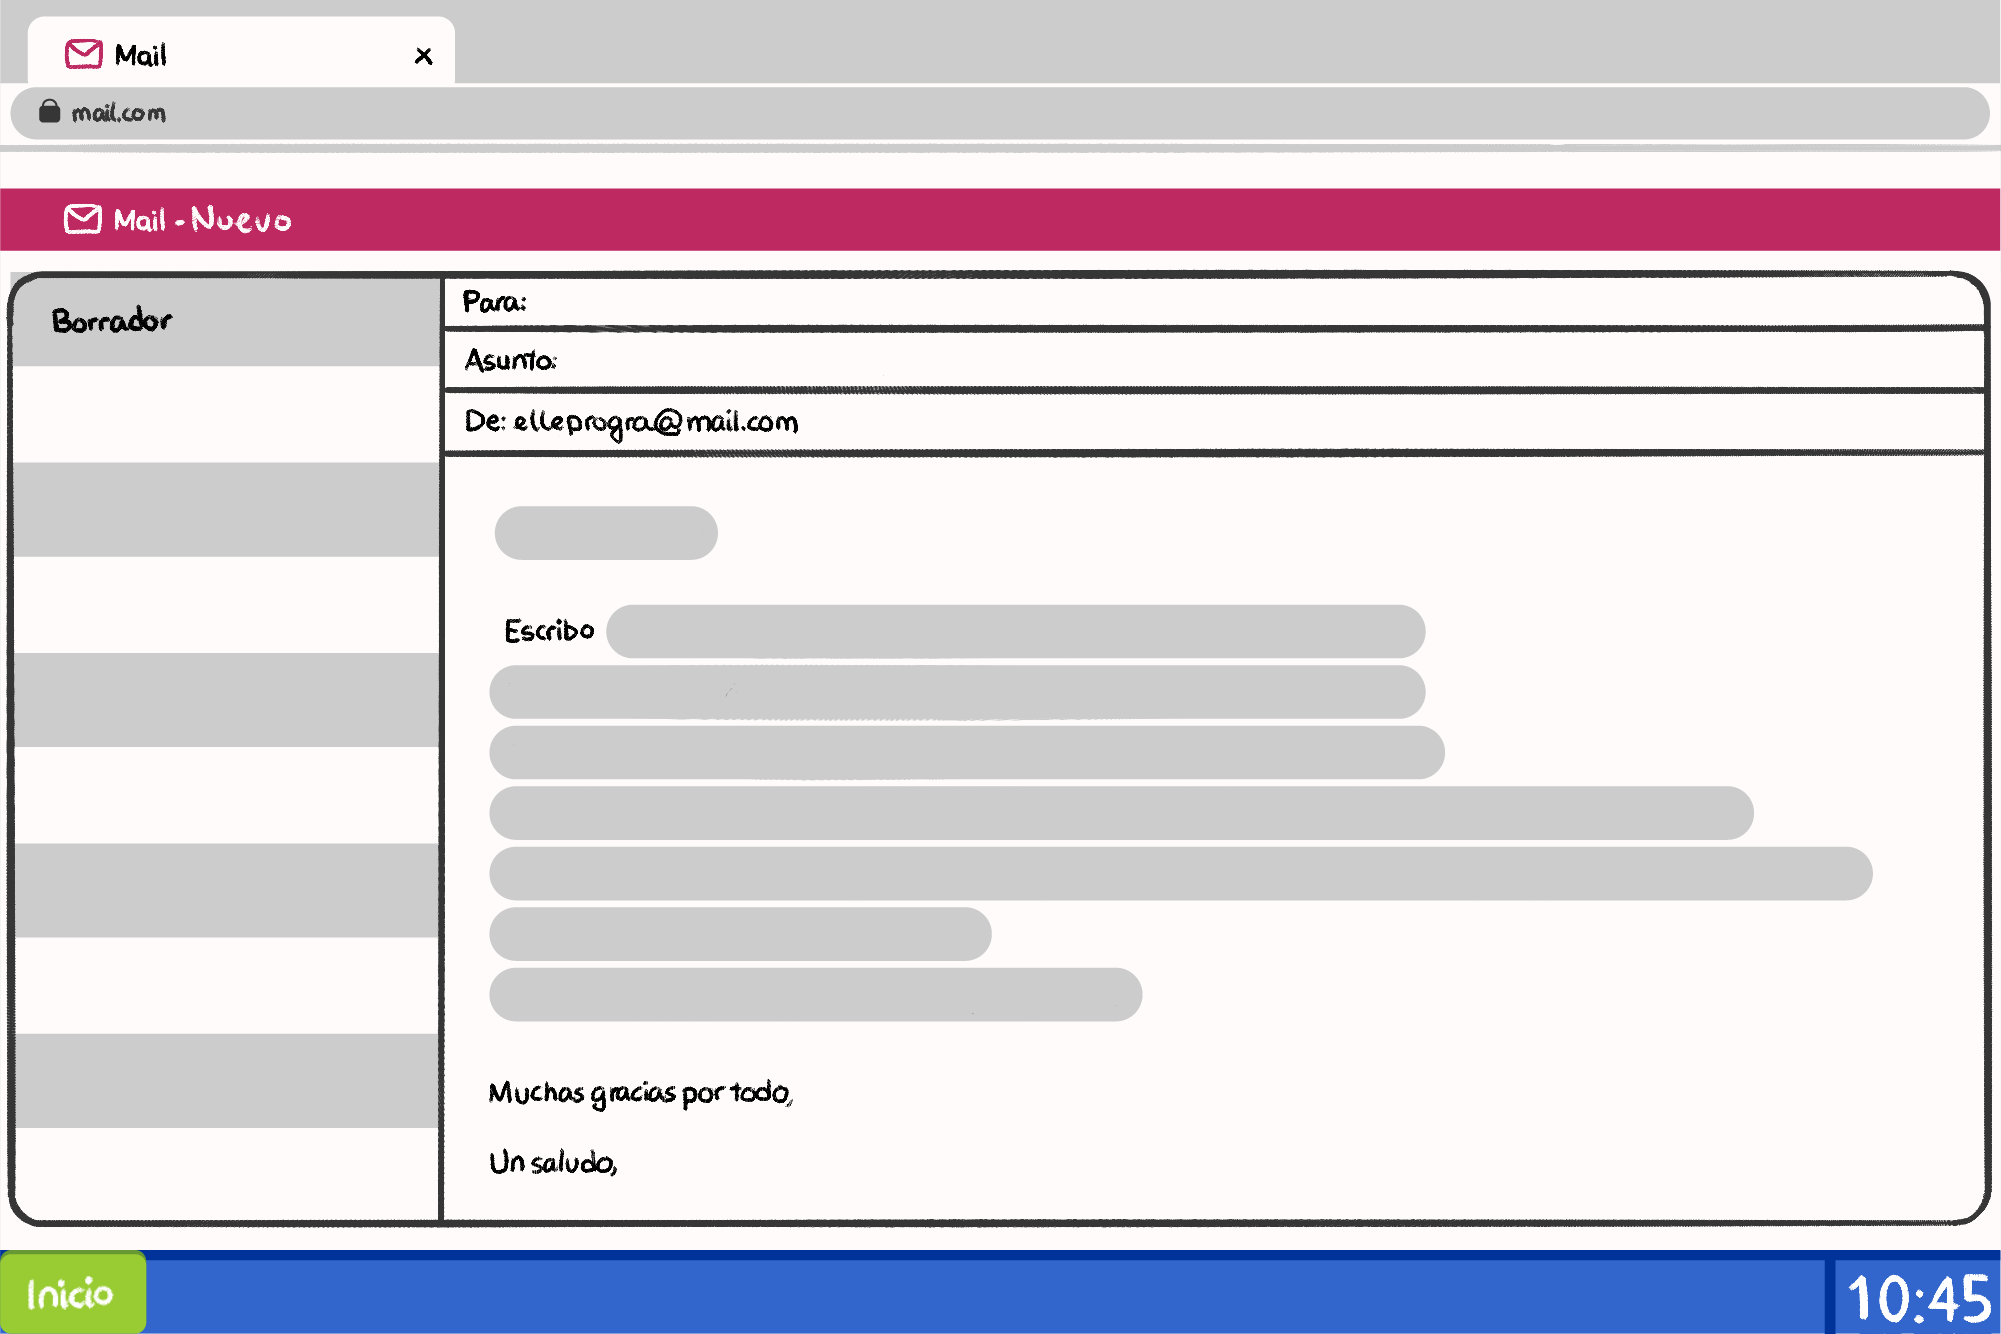 Mail
mail.com
Mail - Nuevo
Borrador
Para:
Asunto:
De: elleprogra@mail.com
Escribo
Muchas gracias por todo,
Un saludo,
Inicio
10:45